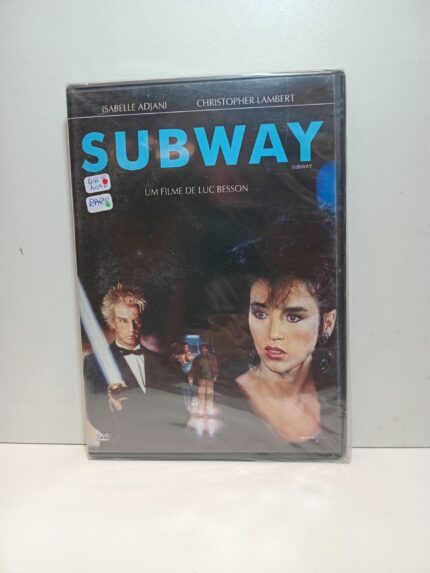 ISABELLE ADJANI CHRISTOPHER LAMBERT
SUBWAY
SUBWAY
UM FILME DE LUC BESSON
DVD